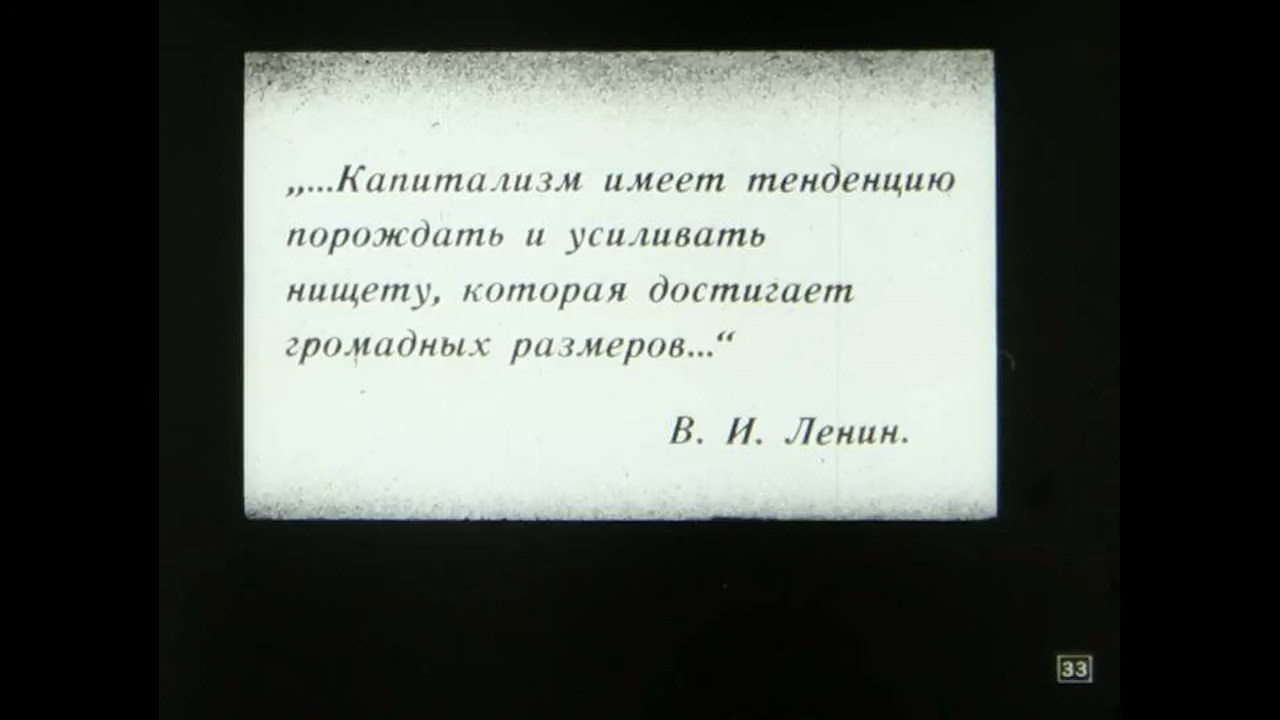 „...Капитализм имеет тенденцию
порождать и усиливать
нищету, которая достигает
громадных размеров...“
В. И. Ленин.
33